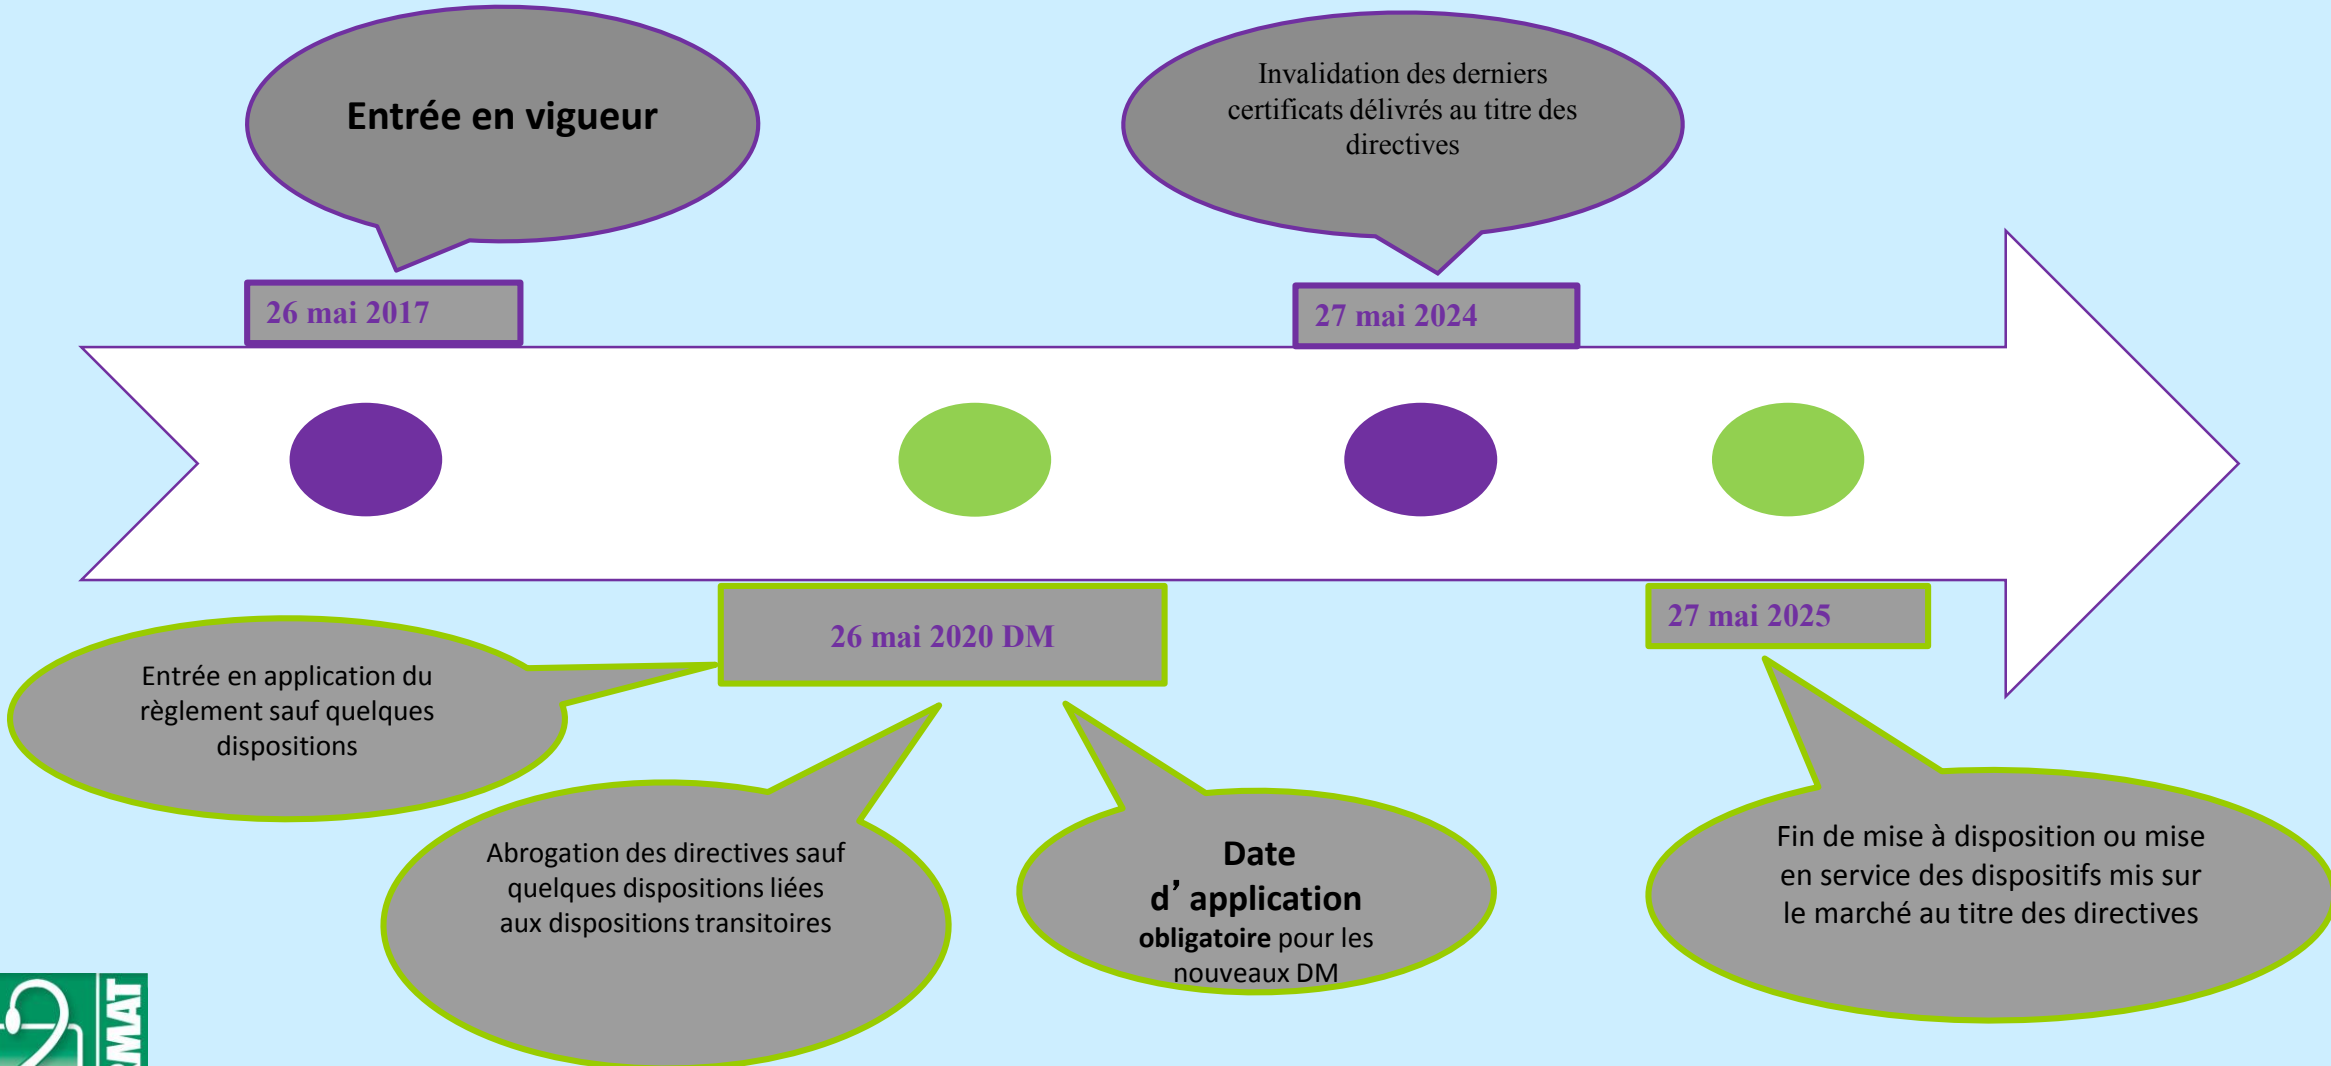 Entrée en vigueur
Invalidation des derniers
certificats délivrés au titre des
directives
26 mai 2017
27 mai 2024
26 mai 2020 DM
27 mai 2025
Entrée en application du
règlement sauf quelques
dispositions
Abrogation des directives sauf
quelques dispositions liées
aux dispositions transitoires
Date
d’ application
obligatoire pour les
nouveaux DM
Fin de mise à disposition ou mise
en service des dispositifs mis sur
le marché au titre des directives